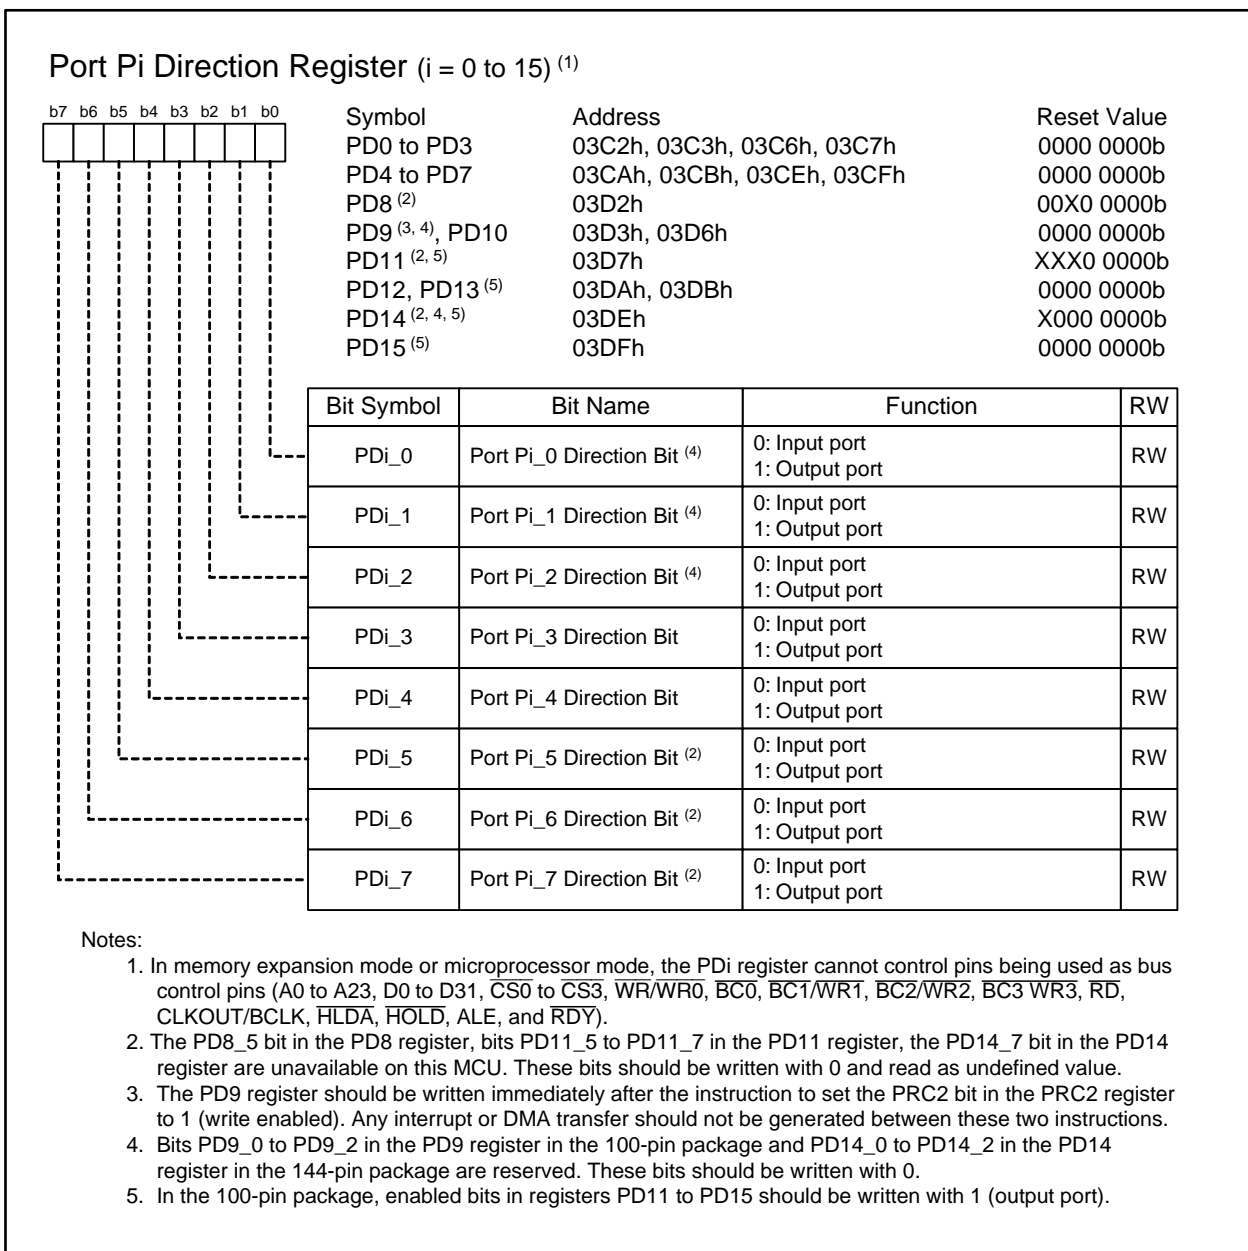 Port Pi Direction Register (i = 0 to 15) (1)
b7 b6 b5 b4 b3 b2 b1 b0
Symbol Address Reset Value
PD0 to PD3 03C2h, 03C3h, 03C6h, 03C7h 0000 0000b
PD4 to PD7 03CAh, 03CBh, 03CEh, 03CFh 0000 0000b
PD8 (2) 03D2h 00X0 0000b
PD9 (3, 4), PD10 03D3h, 03D6h 0000 0000b
PD11 (2, 5) 03D7h XXX0 0000b
PD12, PD13 (5) 03DAh, 03DBh 0000 0000b
PD14 (2, 4, 5) 03DEh X000 0000b
PD15 (5) 03DFh 0000 0000b
Bit Symbol Bit Name Function RW
PDi_0 Port Pi_0 Direction Bit (4) 0: Input port
1: Output port RW
PDi_1 Port Pi_1 Direction Bit (4) 0: Input port
1: Output port RW
PDi_2 Port Pi_2 Direction Bit (4) 0: Input port
1: Output port RW
PDi_3 Port Pi_3 Direction Bit 0: Input port
1: Output port RW
PDi_4 Port Pi_4 Direction Bit 0: Input port
1: Output port RW
PDi_5 Port Pi_5 Direction Bit (2) 0: Input port
1: Output port RW
PDi_6 Port Pi_6 Direction Bit (2) 0: Input port
1: Output port RW
PDi_7 Port Pi_7 Direction Bit (2) 0: Input port
1: Output port RW
Notes:
1. In memory expansion mode or microprocessor mode, the PDi register cannot control pins being used as bus
control pins (A0 to A23, D0 to D31, C̅S̅0̅ to C̅S̅3̅, W̅R̅/W̅R̅0̅, B̅C̅0̅, B̅C̅1̅/W̅R̅1̅, B̅C̅2̅/W̅R̅2̅, B̅C̅3̅ W̅R̅3̅, R̅D̅,
CLKOUT/BCLK, H̅L̅D̅A̅, H̅O̅L̅D̅, ALE, and R̅D̅Y̅).
2. The PD8_5 bit in the PD8 register, bits PD11_5 to PD11_7 in the PD11 register, the PD14_7 bit in the PD14
register are unavailable on this MCU. These bits should be written with 0 and read as undefined value.
3. The PD9 register should be written immediately after the instruction to set the PRC2 bit in the PRC2 register
to 1 (write enabled). Any interrupt or DMA transfer should not be generated between these two instructions.
4. Bits PD9_0 to PD9_2 in the PD9 register in the 100-pin package and PD14_0 to PD14_2 in the PD14
register in the 144-pin package are reserved. These bits should be written with 0.
5. In the 100-pin package, enabled bits in registers PD11 to PD15 should be written with 1 (output port).